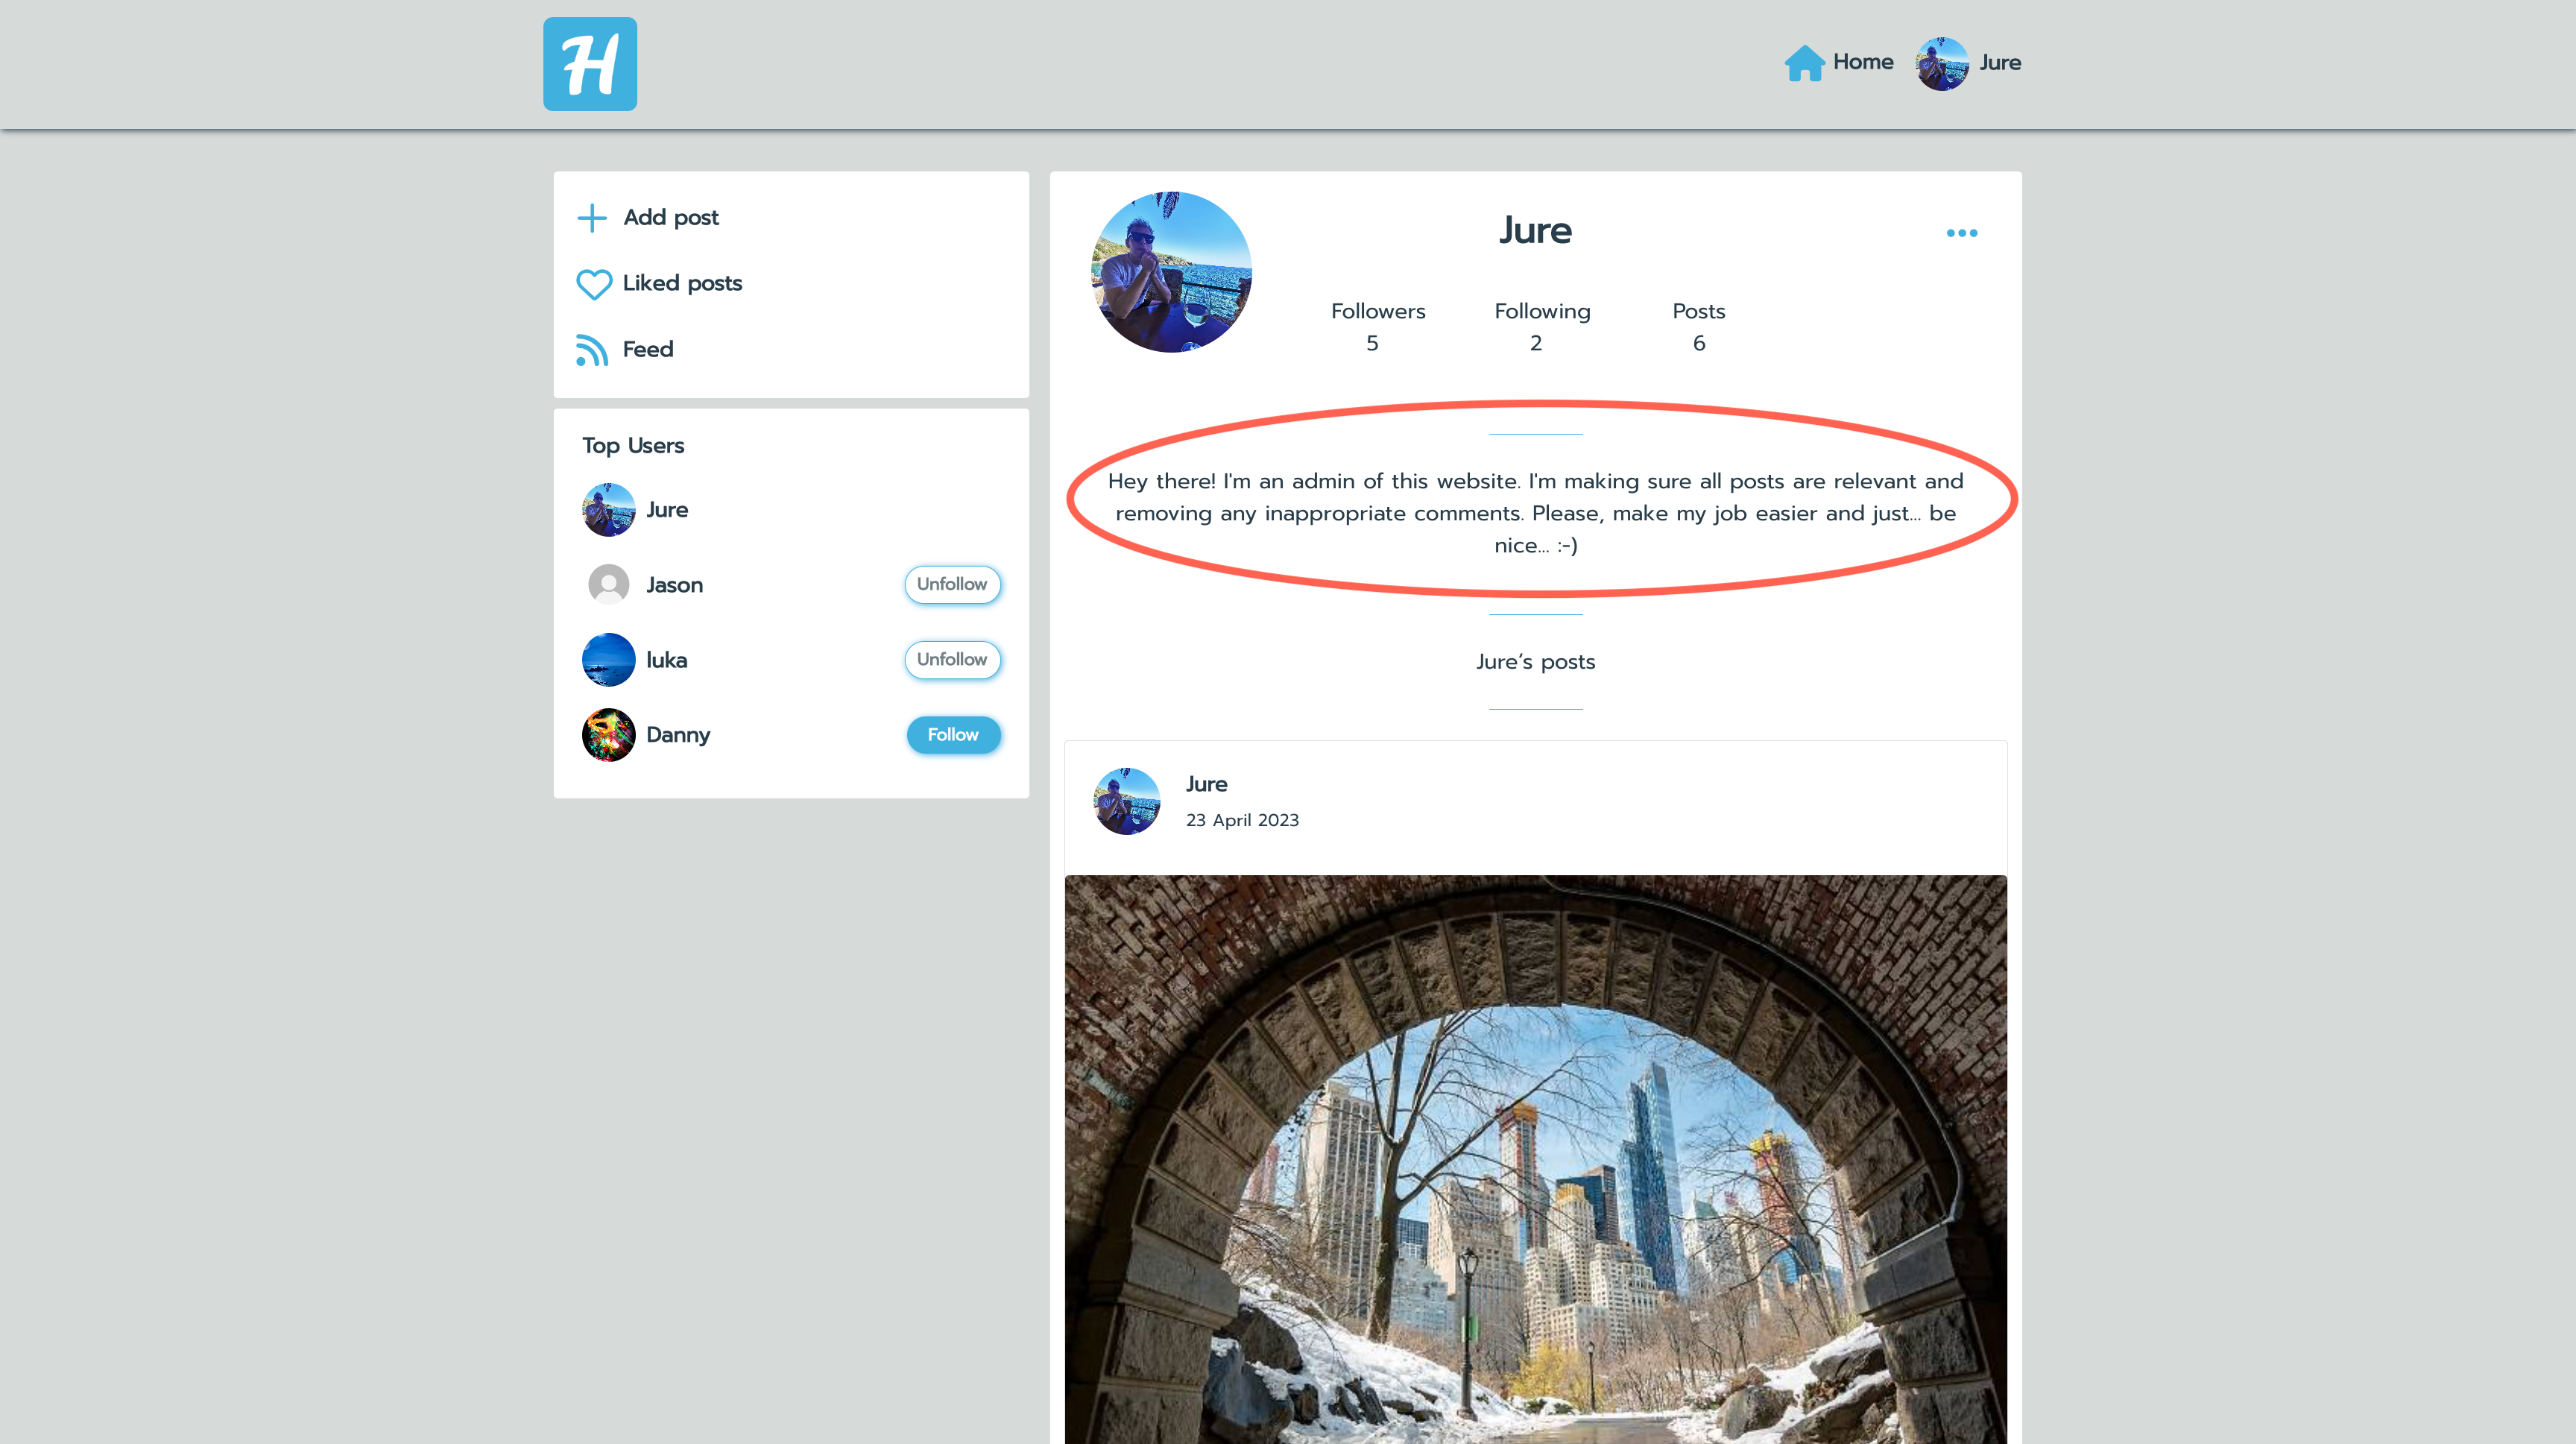 H
Home
Jure
Add post
Liked posts
Feed
Top Users
Jure
Jason
Unfollow
luka
Unfollow
Danny
Follow
Jure
Followers
5
Following
2
Posts
6
Hey there! I'm an admin of this website. I'm making sure all posts are relevant and
removing any inappropriate comments. Please, make my job easier and just... be
nice... :-)
Jure’s posts
Jure
23 April 2023